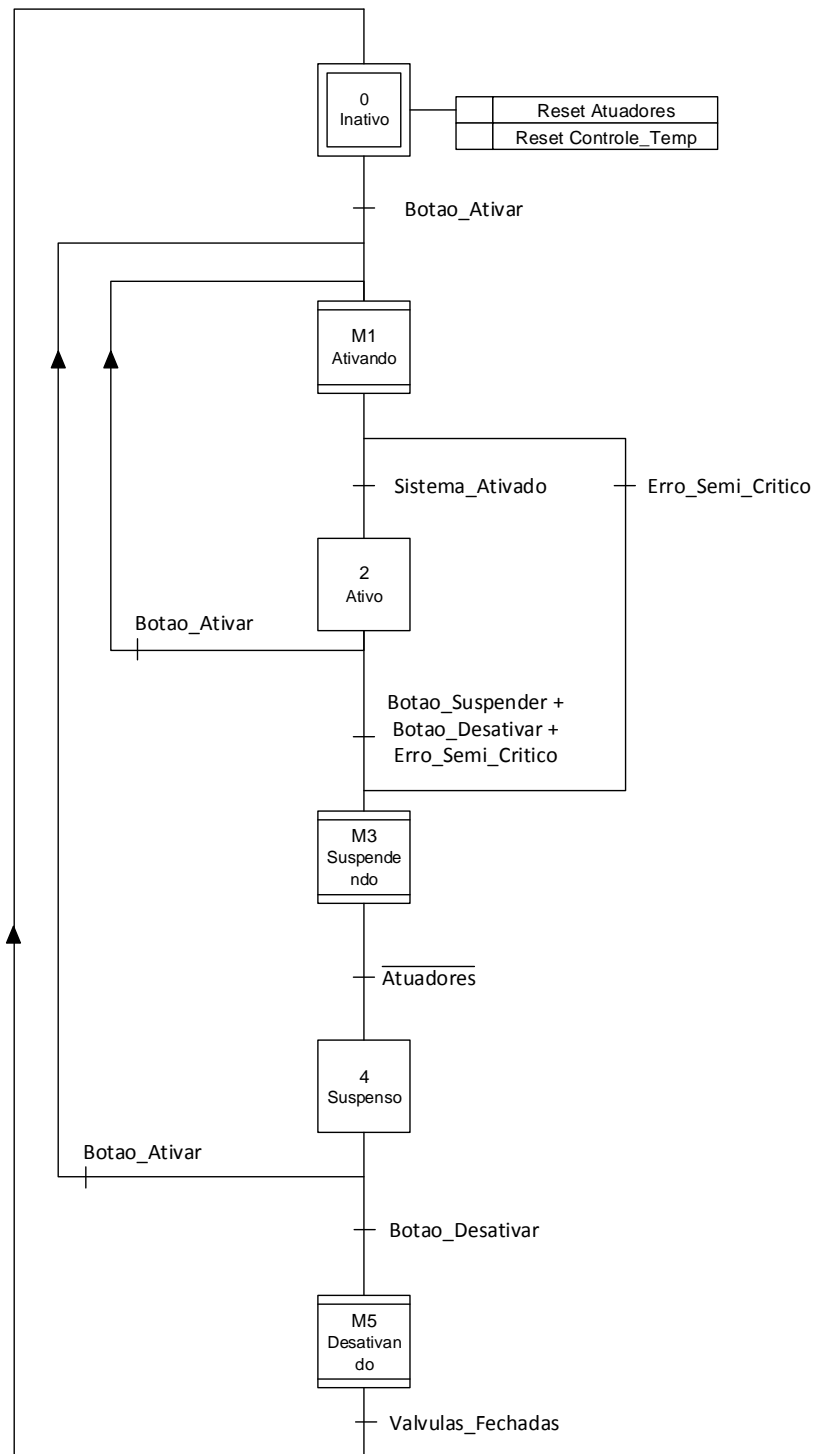 0
Inativo
Reset Atuadores
Reset Controle_Temp
Botao_Ativar
M1
Ativando
Sistema_Ativado
Erro_Semi_Critico
2
Ativo
Botao_Ativar
Botao_Suspender +
Botao_Desativar +
Erro_Semi_Critico
M3
Suspende
ndo
A̅t̅u̅a̅d̅o̅r̅e̅s̅
4
Suspenso
Botao_Ativar
Botao_Desativar
M5
Desativan
do
Valvulas_Fechadas